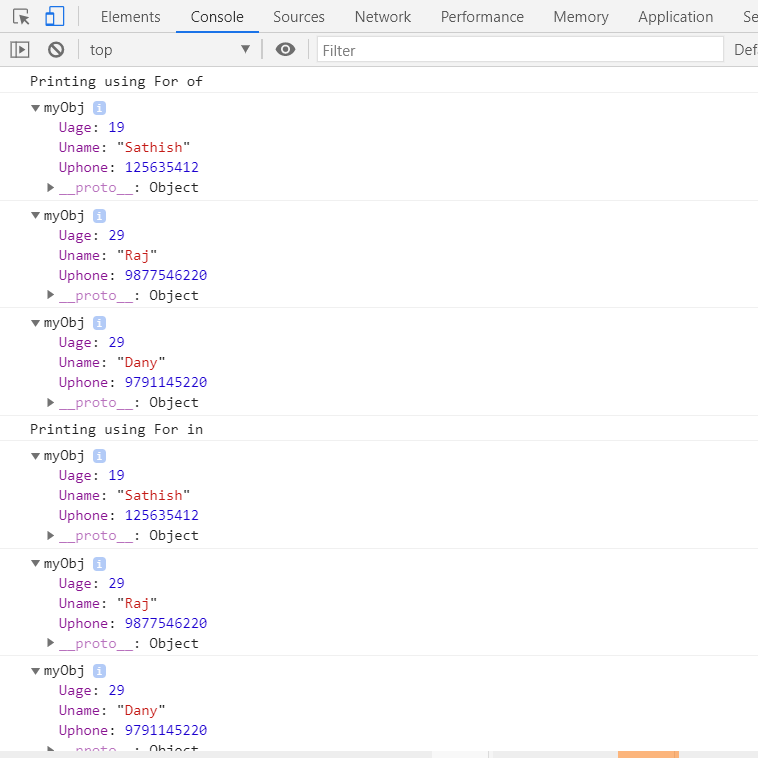 Elements Console Sources Network Performance Memory Application Se
top Filter Def
Printing using For of
myObj i
Uage: 19
Uname: "Sathish"
Uphone: 125635412
__proto__: Object
myObj i
Uage: 29
Uname: "Raj"
Uphone: 9877546220
__proto__: Object
myObj i
Uage: 29
Uname: "Dany"
Uphone: 9791145220
__proto__: Object
Printing using For in
myObj i
Uage: 19
Uname: "Sathish"
Uphone: 125635412
__proto__: Object
myObj i
Uage: 29
Uname: "Raj"
Uphone: 9877546220
__proto__: Object
myObj i
Uage: 29
Uname: "Dany"
Uphone: 9791145220
__proto__: Object